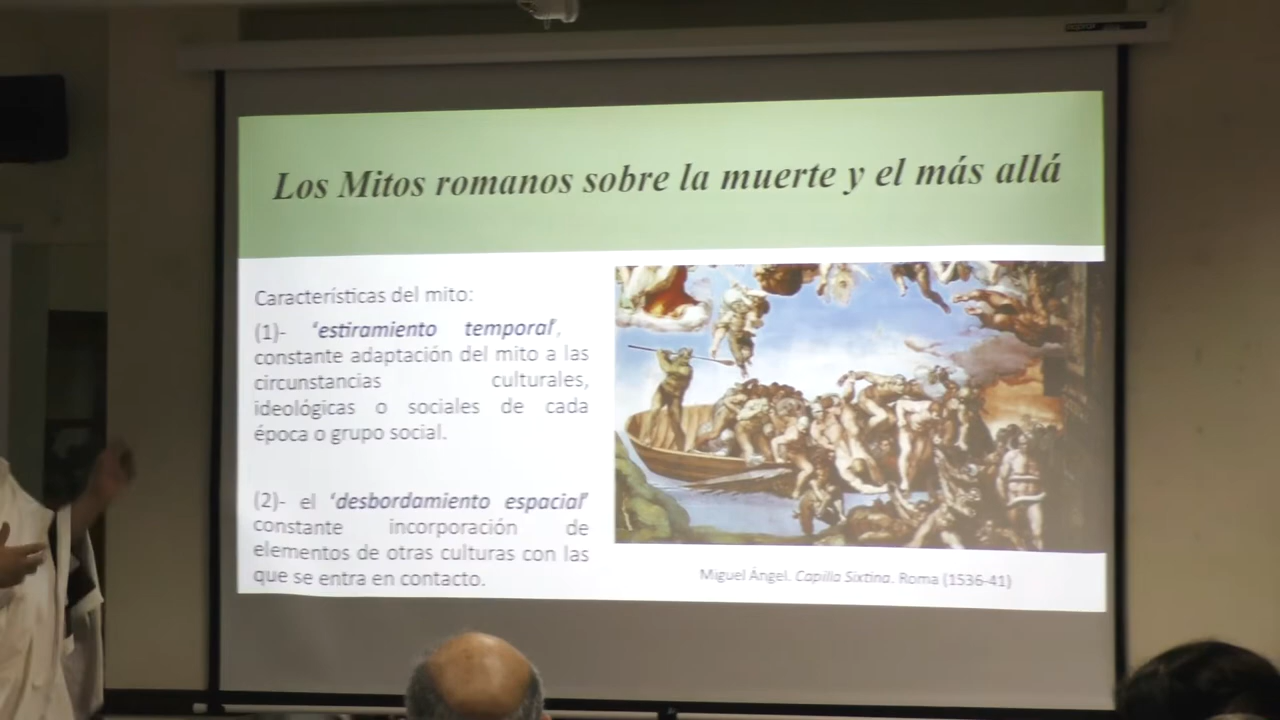 Los Mitos romanos sobre la muerte y el más allá
Características del mito:
(1)- ‘estiramiento temporal’,
constante adaptación del mito a las
circunstancias culturales,
ideológicas o sociales de cada
época o grupo social.
(2)- el ‘desbordamiento espacial’
constante incorporación de
elementos de otras culturas con las
que se entra en contacto.
Miguel Ángel. Capilla Sixtina. Roma (1536-41)